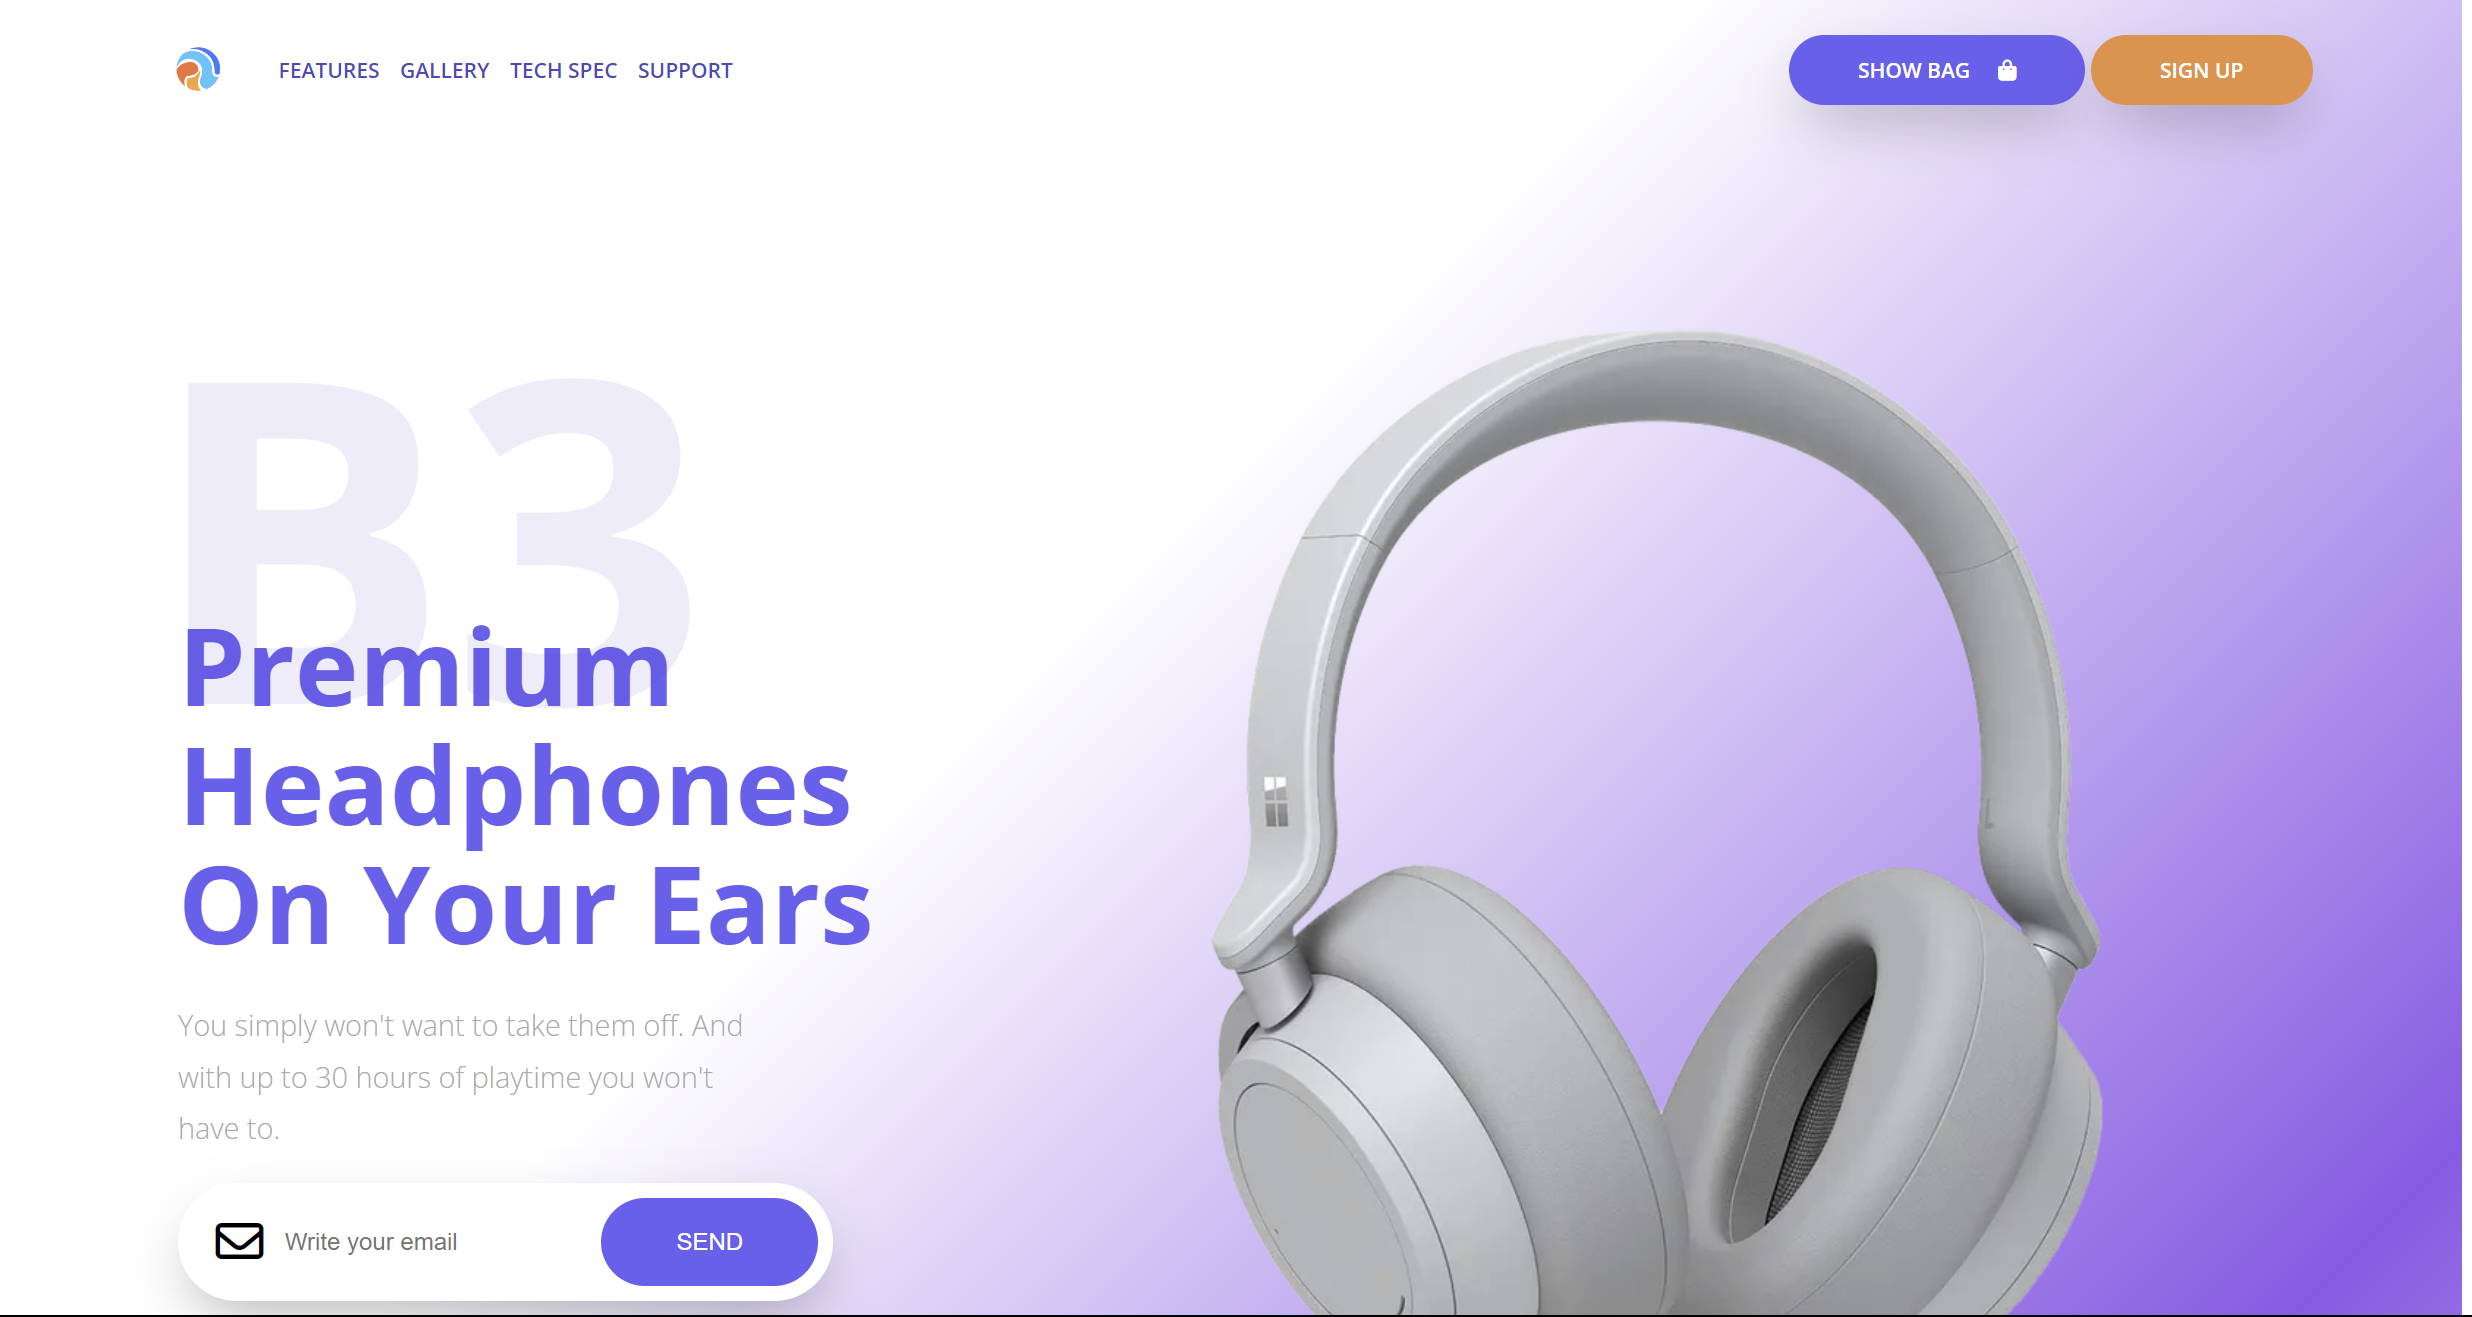 FEATURES GALLERY TECH SPEC SUPPORT SHOW BAG SIGN UP
B3
Premium
Headphones
On Your Ears
You simply won't want to take them off. And
with up to 30 hours of playtime you won't
have to.
Write your email SEND
L